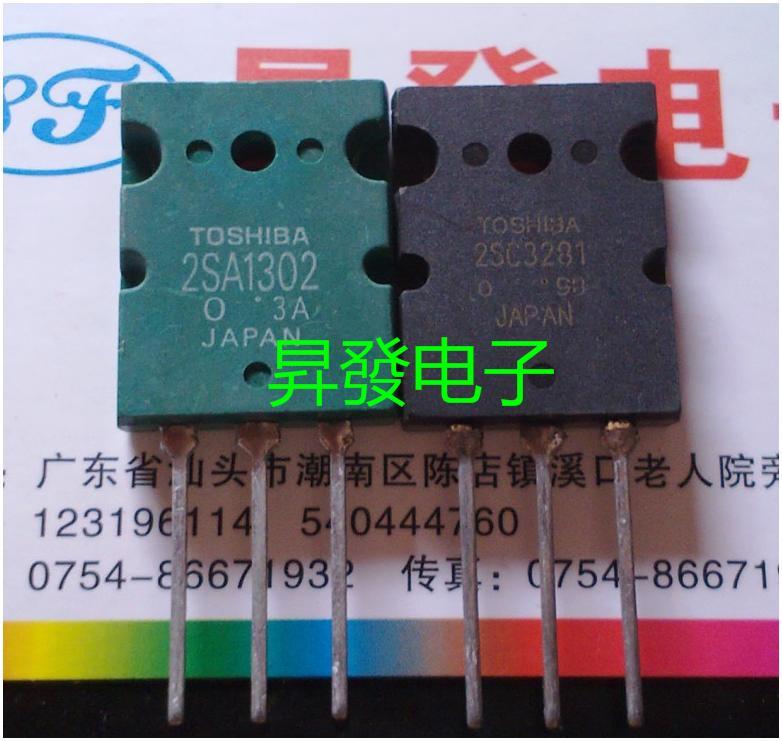 昇發电
TOSHIBA
2SA1302
O 3A
JAPAN
TOSHIBA
2SC3281
O SB
JAPAN
昇發电子
广东省汕头市潮南区陈店镇溪口老人院旁
123196114 540444760
0754-86671932 传真：0754-866719